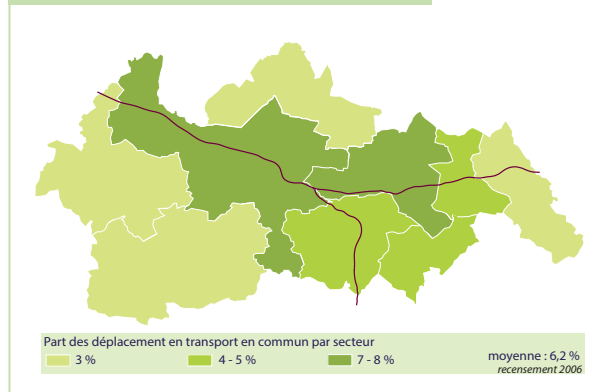 Part des déplacement en transport en commun par secteur
3 % 4 - 5 % 7 - 8 % moyenne : 6,2 %
recensement 2006